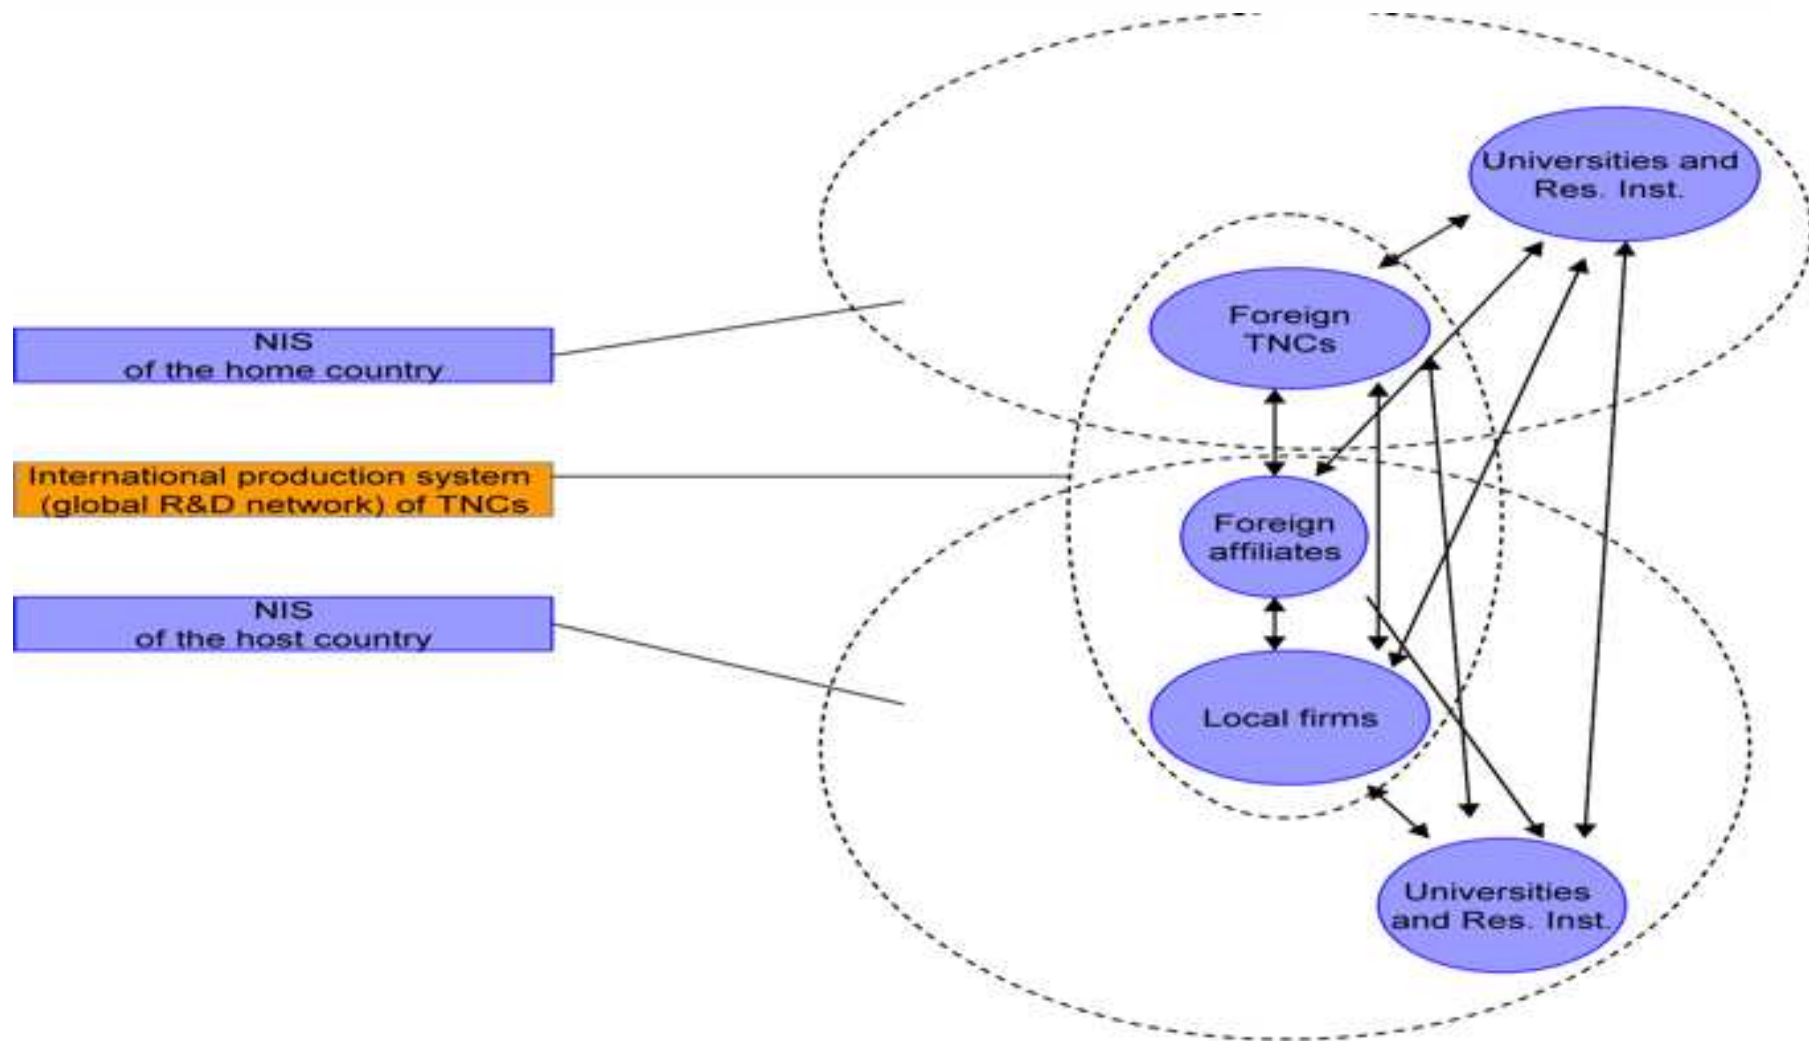 Universities and
Res. Inst.
Foreign
TNCs
NIS
of the home country
International production system
(global R&D network) of TNCs
Foreign
affiliates
NIS
of the host country
Local firms
Universities
and Res. Inst.